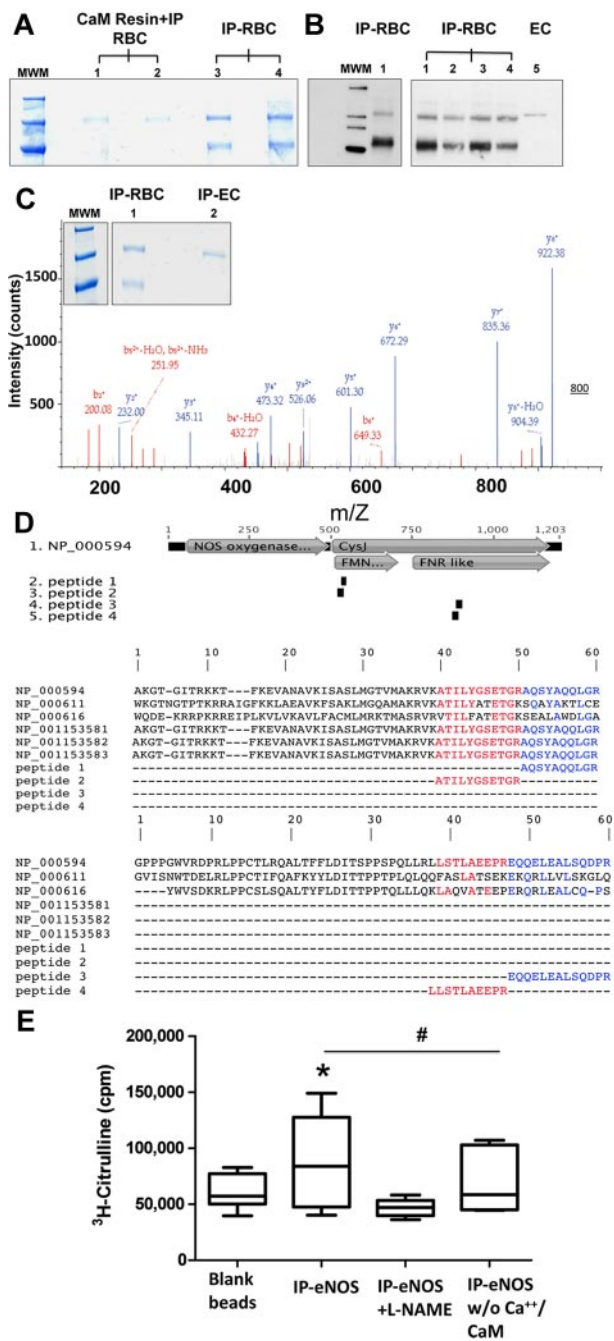 A
CaM Resin+IP
RBC
IP-RBC
MWM 1 2 3 4
B
IP-RBC IP-RBC EC
MWM 1 1 2 3 4 5
C
IP-RBC IP-EC
MWM 1 2
Intensity (counts)
1500
1000
500
b₂⁺
200.08
y₂⁺
232.00
b₅²⁺-H₂O, b₅²⁺-NH₃
251.95
y₃⁺
345.11
b₄⁺-H₂O
432.27
y₄⁺
473.32
y₉²⁺
526.06
y₅⁺
601.30
b₆⁺
649.33
y₆⁺
672.29
y₇⁺
835.36
y₈⁺-H₂O
904.39
y₈⁺
922.38
800
200 400 600 800
m/Z
D
1 250 500 750 1,000 1,203
1. NP_000594
NOS oxygenase... CysJ
FMN... FNR like
2. peptide 1
3. peptide 2
4. peptide 3
5. peptide 4
1 10 20 30 40 50 60
NP_000594 AKGT-GITRKKT---FKEVANAVKISASLMGTVMAKRVKATILYGSETGRAQSYAQQLGR
NP_000611 WKGTNGTPTKRRAIGFKKLAEAVKFSAKLMGQAMAKRVKATILYATETGKSQAYAKTLCE
NP_000616 WQDE-KRRPKRREIPLKVLVKAVLFACMLMRKTMASRVRVTILFATETGKSEALAWDLGA
NP_001153581 AKGT-GITRKKT---FKEVANAVKISASLMGTVMAKRVKATILYGSETGRAQSYAQQLGR
NP_001153582 AKGT-GITRKKT---FKEVANAVKISASLMGTVMAKRVKATILYGSETGRAQSYAQQLGR
NP_001153583 AKGT-GITRKKT---FKEVANAVKISASLMGTVMAKRVKATILYGSETGRAQSYAQQLGR
peptide 1 -------------------------------------------------AQSYAQQLGR
peptide 2 ---------------------------------------ATILYGSETGR----------
peptide 3 ------------------------------------------------------------
peptide 4 ------------------------------------------------------------
1 10 20 30 40 50 60
NP_000594 GPPPGWVRDPRLPPCTLRQALTFFLDITSPPSPQLLRLLSTLAEEPREQQELEALSQDPR
NP_000611 GVISNWTDELRLPPCTIFQAFKYYLDITTPPTPLQLQQFASLATSEKEKQRLLVLSKGLQ
NP_000616 ----YWVSDKRLPPCSLSQALTYFLDITTPPTQLLLQKLAQVATEEPERQRLEALCQ-PS
NP_001153581 ------------------------------------------------------------
NP_001153582 ------------------------------------------------------------
NP_001153583 ------------------------------------------------------------
peptide 1 ------------------------------------------------------------
peptide 2 ------------------------------------------------------------
peptide 3 -----------------------------------------------EQQELEALSQDPR
peptide 4 -------------------------------------LLSTLAEEPR-------------
E
³H-Citrulline (cpm)
200,000
150,000
100,000
50,000
0
*
#
Blank
beads
IP-eNOS
IP-eNOS
+L-NAME
IP-eNOS
w/o Ca⁺⁺/
CaM